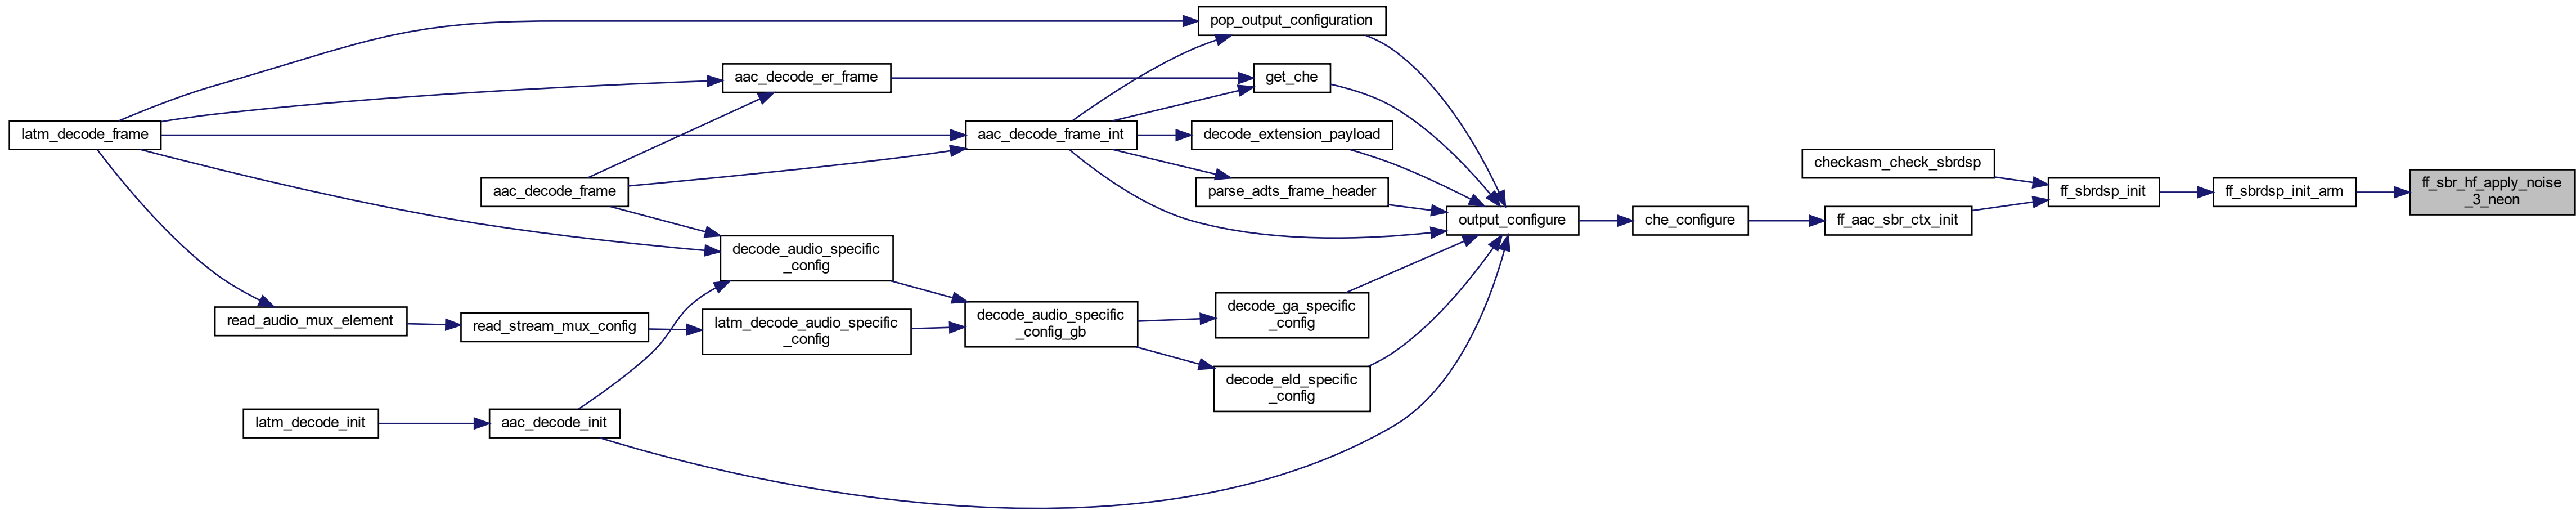 pop_output_configuration
aac_decode_er_frame
get_che
latm_decode_frame
aac_decode_frame_int
decode_extension_payload
checkasm_check_sbrdsp
aac_decode_frame
parse_adts_frame_header
ff_sbrdsp_init
ff_sbrdsp_init_arm
ff_sbr_hf_apply_noise
_3_neon
output_configure
che_configure
ff_aac_sbr_ctx_init
decode_audio_specific
_config
read_audio_mux_element
read_stream_mux_config
latm_decode_audio_specific
_config
decode_audio_specific
_config_gb
decode_ga_specific
_config
decode_eld_specific
_config
latm_decode_init
aac_decode_init